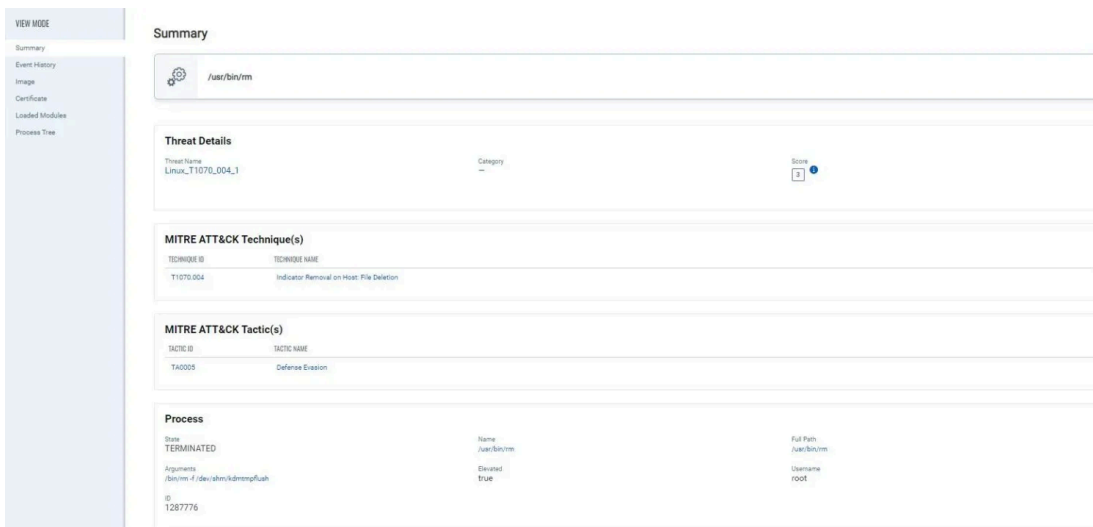 VIEW MODE
Summary
Event History
Image
Certificate
Loaded Modules
Process Tree
Summary
/usr/bin/rm
Threat Details
Threat Name
Category
Score
Linux_T1070_004_1
—
3
MITRE ATT&CK Technique(s)
TECHNIQUE ID
TECHNIQUE NAME
T1070.004
Indicator Removal on Host: File Deletion
MITRE ATT&CK Tactic(s)
TACTIC ID
TACTIC NAME
TA0005
Defense Evasion
Process
State
Name
Full Path
TERMINATED
/usr/bin/rm
/usr/bin/rm
Arguments
Elevated
Username
/bin/rm -f /dev/shm/kdmtmpflush
true
root
ID
1287776